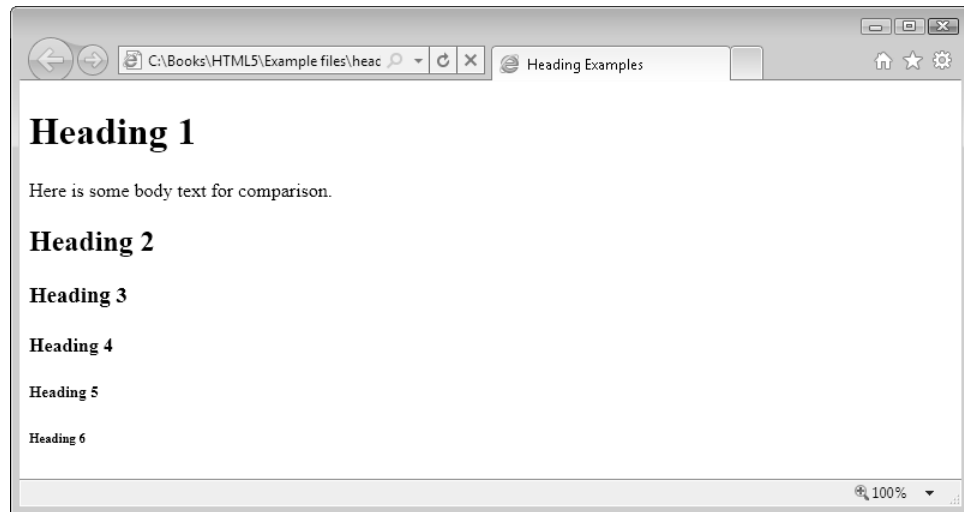 C:\Books\HTML5\Example files\head
Heading Examples
Heading 1
Here is some body text for comparison.
Heading 2
Heading 3
Heading 4
Heading 5
Heading 6
100%